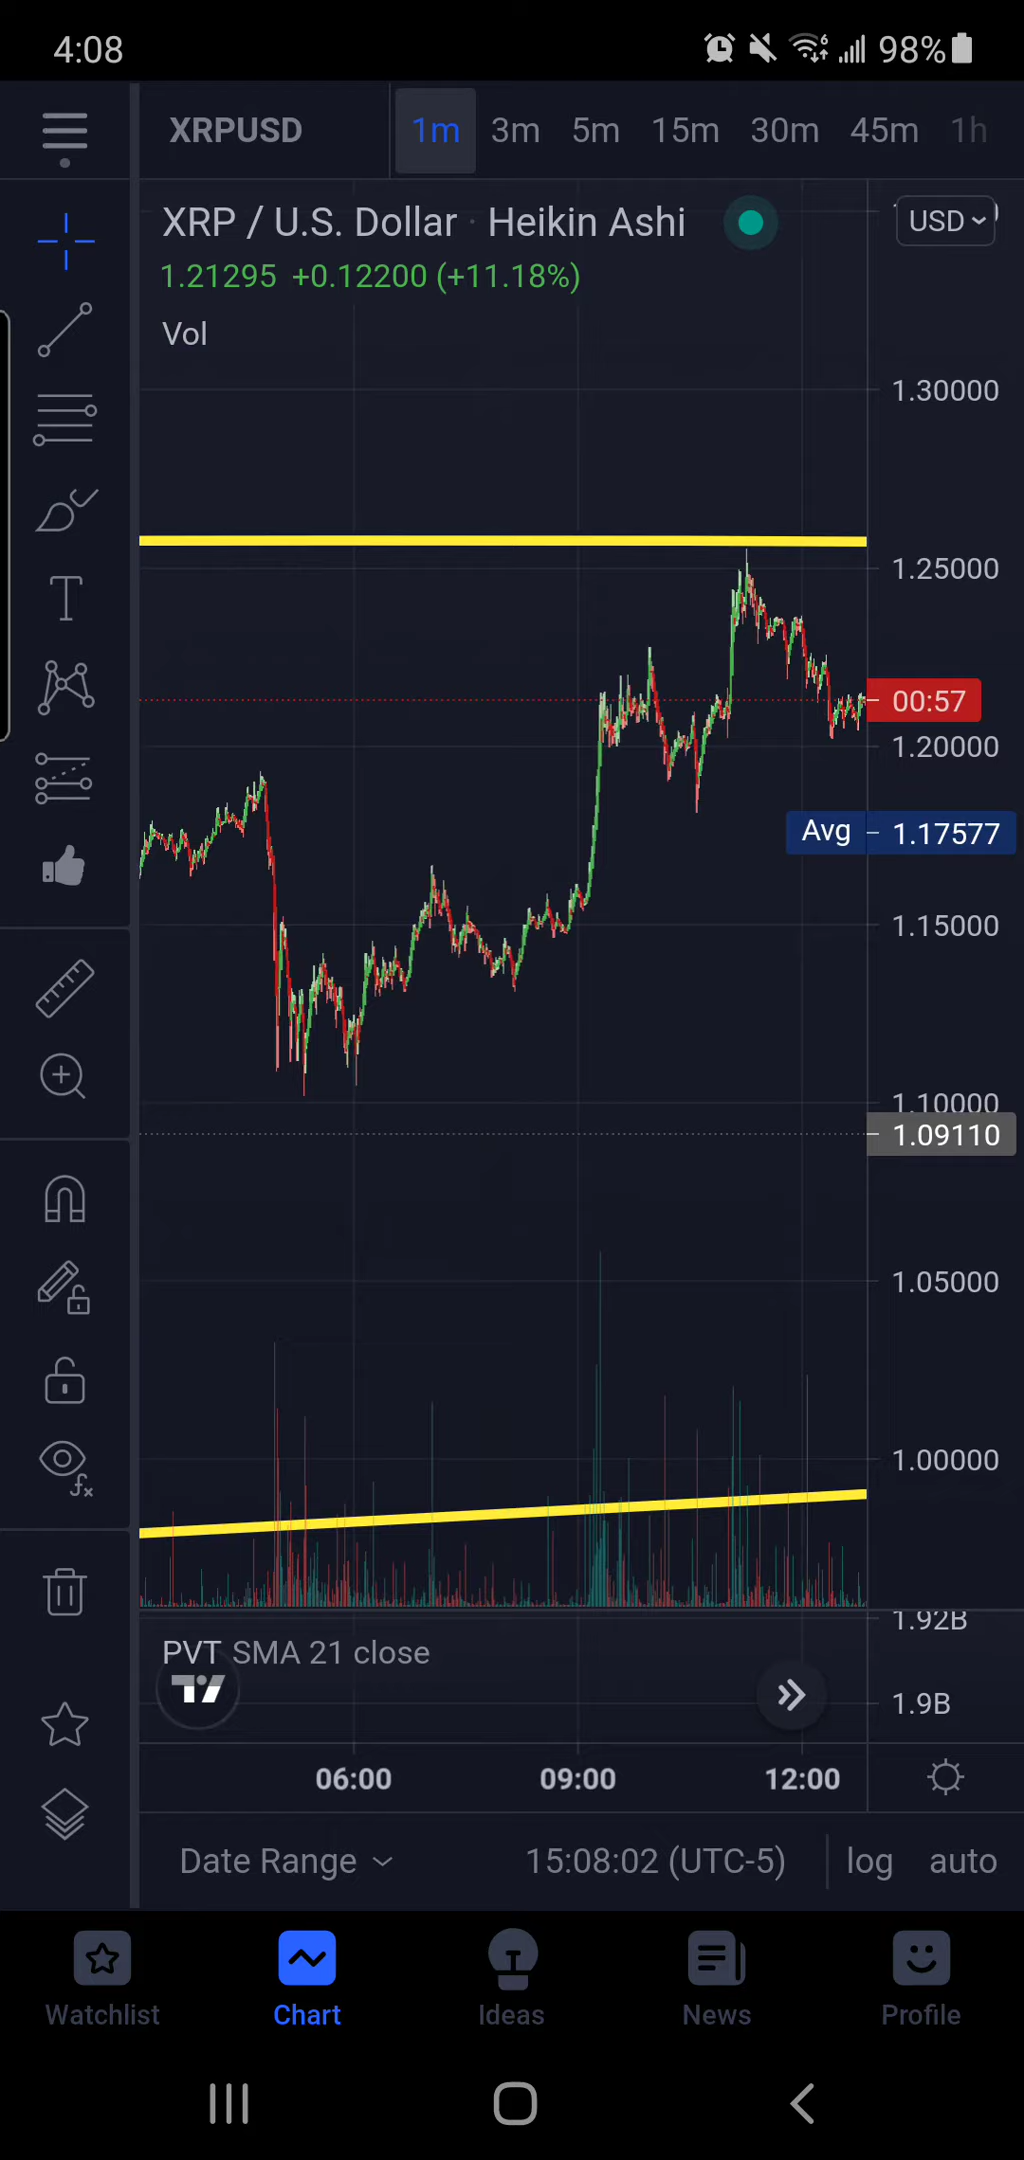 4:08 6 98%
XRPUSD 1m 3m 5m 15m 30m 45m 1h
XRP / U.S. Dollar · Heikin Ashi USD
1.21295 +0.12200 (+11.18%)
Vol
1.30000
1.25000
00:57
1.20000
Avg 1.17577
1.15000
1.10000
1.09110
1.05000
1.00000
1.92B
PVT SMA 21 close
1.9B
06:00 09:00 12:00
Date Range 15:08:02 (UTC-5) log auto
Watchlist Chart Ideas News Profile